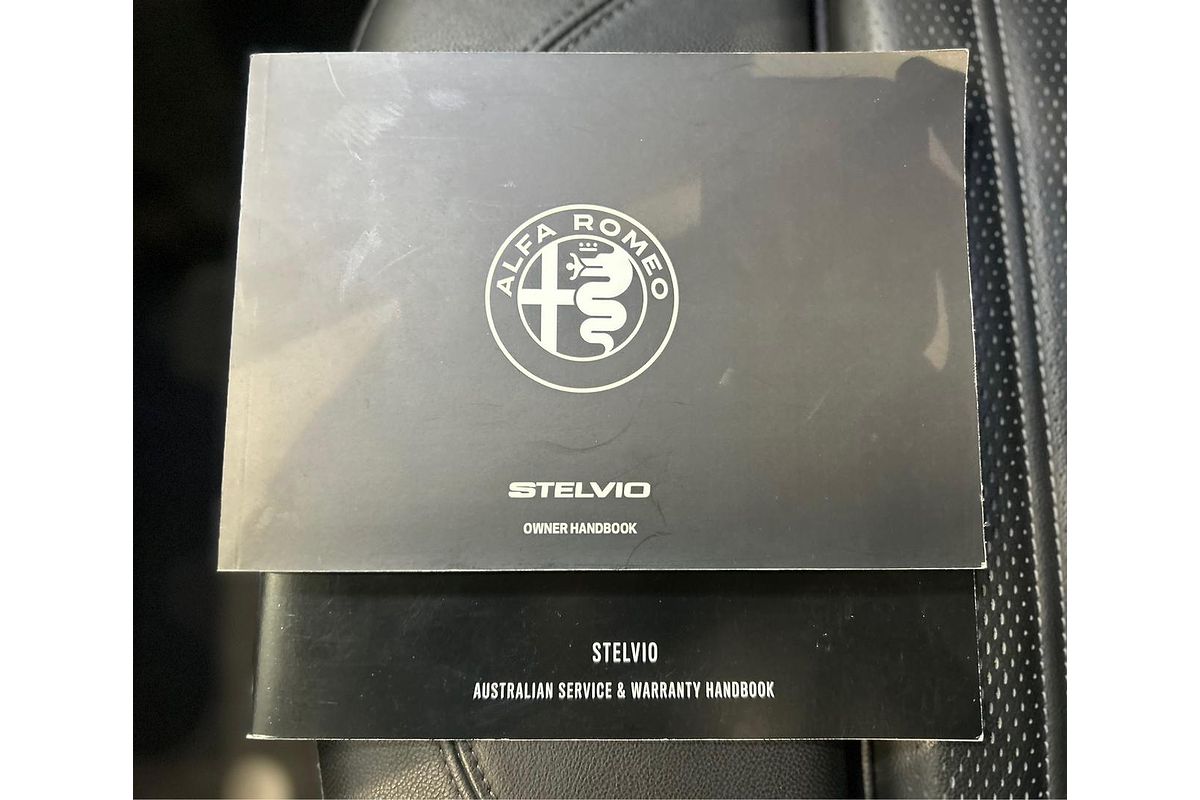 ALFA ROMEO
STELVIO
OWNER HANDBOOK
STELVIO
AUSTRALIAN SERVICE & WARRANTY HANDBOOK